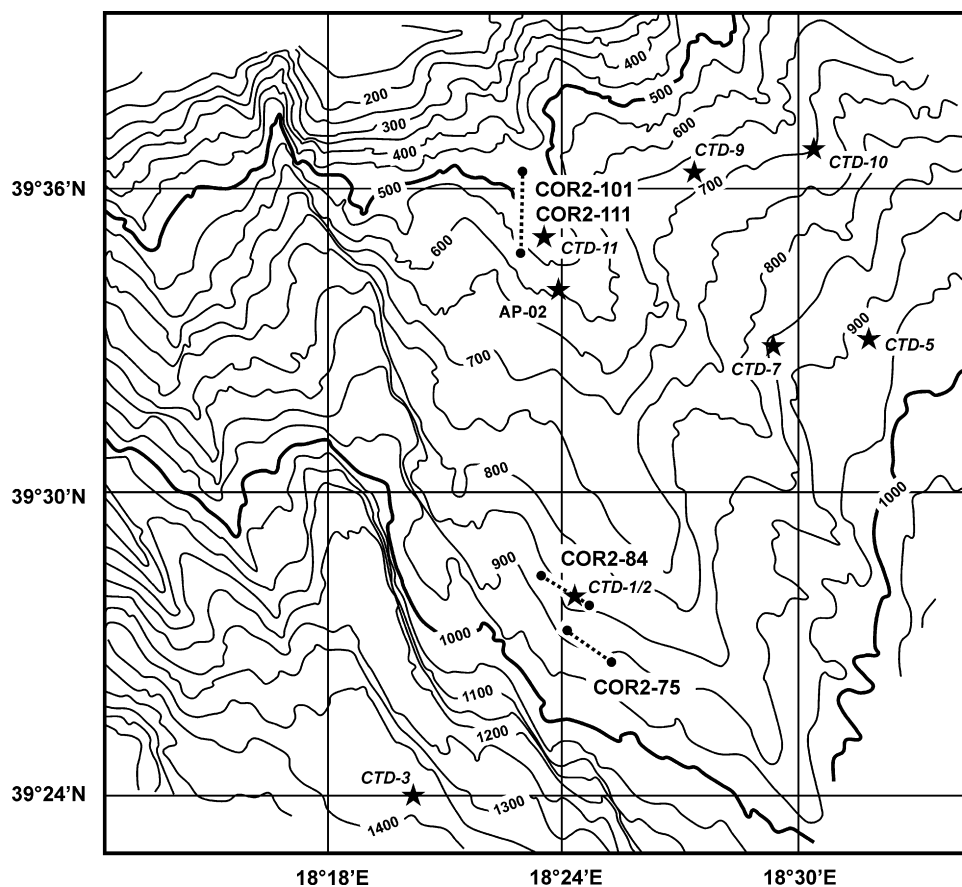 400
200
500
300
600
400
CTD-9
CTD-10
39°36'N
500
700
COR2-101
COR2-111
600
CTD-11
800
AP-02
900
700
CTD-5
CTD-7
800
39°30'N
1000
900
COR2-84
CTD-1/2
1000
COR2-75
1100
1200
CTD-3
39°24'N
1300
1400
18°18'E
18°24'E
18°30'E